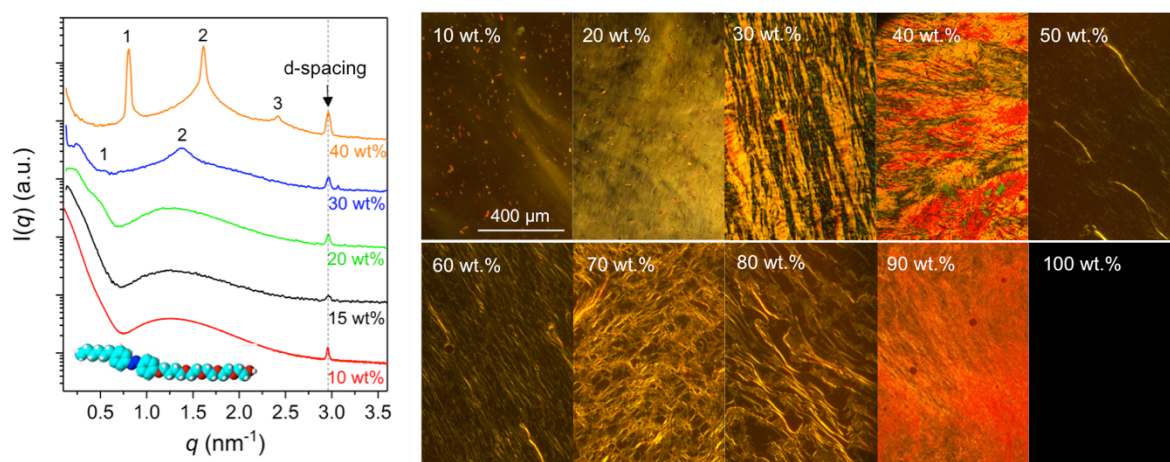 I(q) (a.u.)
1
2
d-spacing
3
40 wt%
1
2
30 wt%
20 wt%
15 wt%
10 wt%
0.5 1.0 1.5 2.0 2.5 3.0 3.5
q (nm⁻¹)
10 wt.% 20 wt.% 30 wt.% 40 wt.% 50 wt.%
400 µm
60 wt.% 70 wt.% 80 wt.% 90 wt.% 100 wt.%